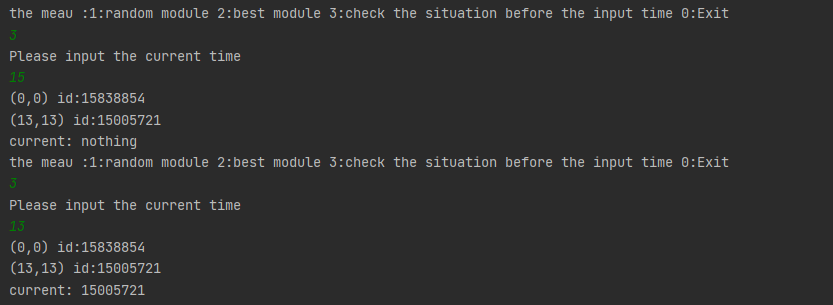 the meau :1:random module 2:best module 3:check the situation before the input time 0:Exit
3
Please input the current time
15
(0,0) id:15838854
(13,13) id:15005721
current: nothing
the meau :1:random module 2:best module 3:check the situation before the input time 0:Exit
3
Please input the current time
13
(0,0) id:15838854
(13,13) id:15005721
current: 15005721